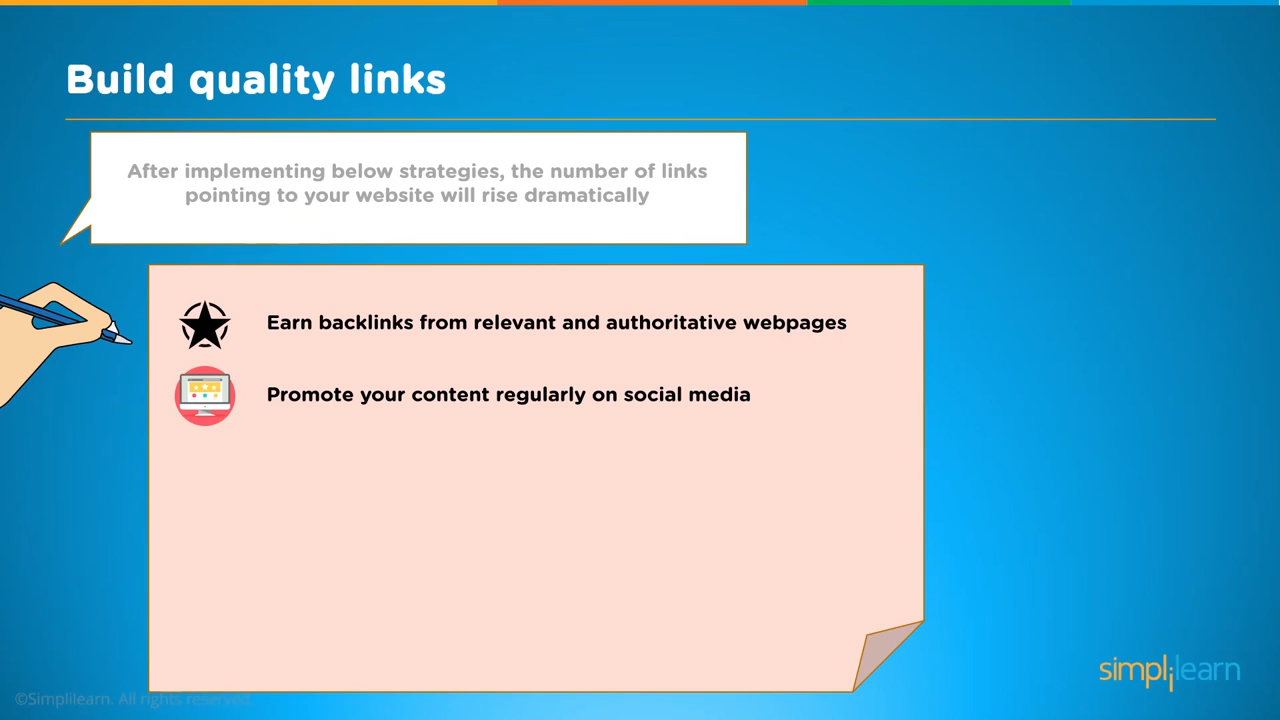 Build quality links
After implementing below strategies, the number of links
pointing to your website will rise dramatically
Earn backlinks from relevant and authoritative webpages
Promote your content regularly on social media
simplilearn
©Simplilearn. All rights reserved.